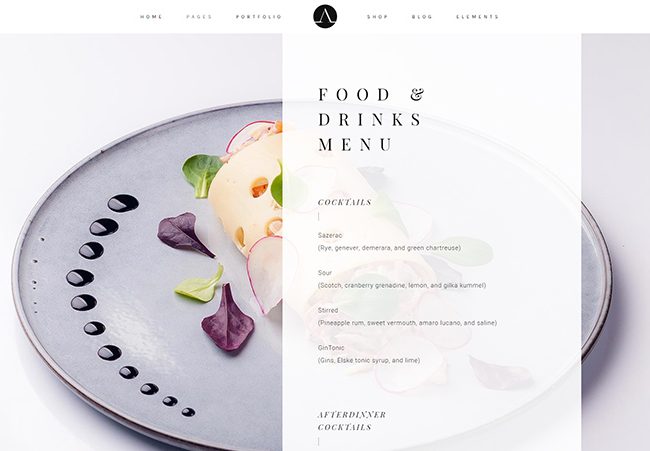 HOME PAGES PORTFOLIO A SHOP BLOG ELEMENTS
FOOD &
DRINKS
MENU
COCKTAILS
Sazerac
(Rye, genever, demerara, and green chartreuse)
Sour
(Scotch, cranberry grenadine, lemon, and gilka kummel)
Stirred
(Pineapple rum, sweet vermouth, amaro lucano, and saline)
GinTonic
(Gins, Elske tonic syrup, and lime)
AFTERDINNER
COCKTAILS